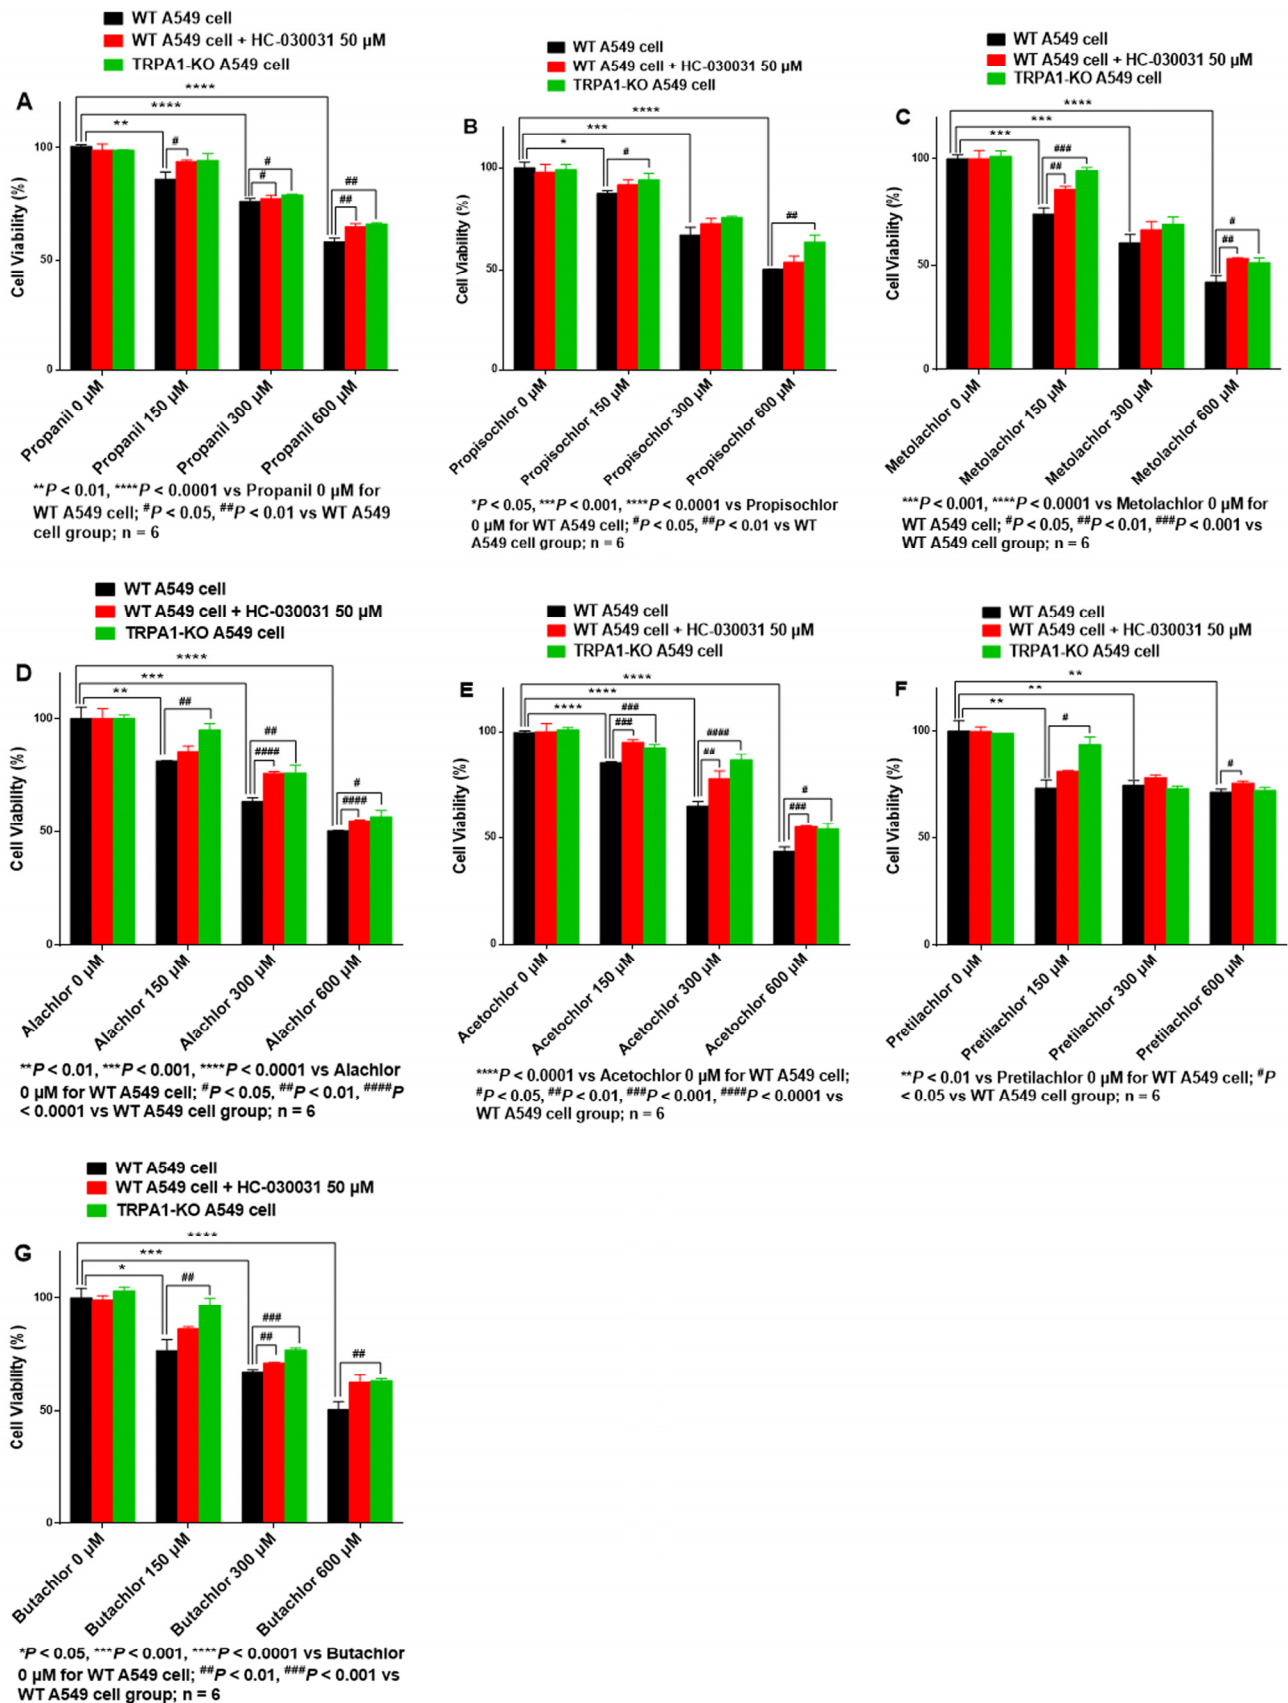 WT A549 cell
WT A549 cell + HC-030031 50 µM
TRPA1-KO A549 cell
A
****
****
**
#
#
#
##
##
Cell Viability (%)
100
50
0
Propanil 0 µM
Propanil 150 µM
Propanil 300 µM
Propanil 600 µM
**P < 0.01, ****P < 0.0001 vs Propanil 0 µM for
WT A549 cell; #P < 0.05, ##P < 0.01 vs WT A549
cell group; n = 6
WT A549 cell
WT A549 cell + HC-030031 50 µM
TRPA1-KO A549 cell
B
****
***
*
#
##
Cell Viability (%)
100
50
0
Propisochlor 0 µM
Propisochlor 150 µM
Propisochlor 300 µM
Propisochlor 600 µM
*P < 0.05, ***P < 0.001, ****P < 0.0001 vs Propisochlor
0 µM for WT A549 cell; #P < 0.05, ##P < 0.01 vs WT
A549 cell group; n = 6
WT A549 cell
WT A549 cell + HC-030031 50 µM
TRPA1-KO A549 cell
C
****
***
***
###
##
#
##
Cell Viability (%)
100
50
0
Metolachlor 0 µM
Metolachlor 150 µM
Metolachlor 300 µM
Metolachlor 600 µM
***P < 0.001, ****P < 0.0001 vs Metolachlor 0 µM for
WT A549 cell; #P < 0.05, ##P < 0.01, ###P < 0.001 vs
WT A549 cell group; n = 6
WT A549 cell
WT A549 cell + HC-030031 50 µM
TRPA1-KO A549 cell
D
****
***
**
##
##
####
#
####
Cell Viability (%)
100
50
0
Alachlor 0 µM
Alachlor 150 µM
Alachlor 300 µM
Alachlor 600 µM
**P < 0.01, ***P < 0.001, ****P < 0.0001 vs Alachlor
0 µM for WT A549 cell; #P < 0.05, ##P < 0.01, ####P
< 0.0001 vs WT A549 cell group; n = 6
WT A549 cell
WT A549 cell + HC-030031 50 µM
TRPA1-KO A549 cell
E
****
****
****
###
###
####
##
#
###
Cell Viability (%)
100
50
0
Acetochlor 0 µM
Acetochlor 150 µM
Acetochlor 300 µM
Acetochlor 600 µM
****P < 0.0001 vs Acetochlor 0 µM for WT A549 cell;
#P < 0.05, ##P < 0.01, ###P < 0.001, ####P < 0.0001 vs
WT A549 cell group; n = 6
WT A549 cell
WT A549 cell + HC-030031 50 µM
TRPA1-KO A549 cell
F
**
**
**
#
#
Cell Viability (%)
100
50
0
Pretilachlor 0 µM
Pretilachlor 150 µM
Pretilachlor 300 µM
Pretilachlor 600 µM
**P < 0.01 vs Pretilachlor 0 µM for WT A549 cell; #P
< 0.05 vs WT A549 cell group; n = 6
WT A549 cell
WT A549 cell + HC-030031 50 µM
TRPA1-KO A549 cell
G
****
***
*
##
###
##
##
Cell Viability (%)
100
50
0
Butachlor 0 µM
Butachlor 150 µM
Butachlor 300 µM
Butachlor 600 µM
*P < 0.05, ***P < 0.001, ****P < 0.0001 vs Butachlor
0 µM for WT A549 cell; ##P < 0.01, ###P < 0.001 vs
WT A549 cell group; n = 6